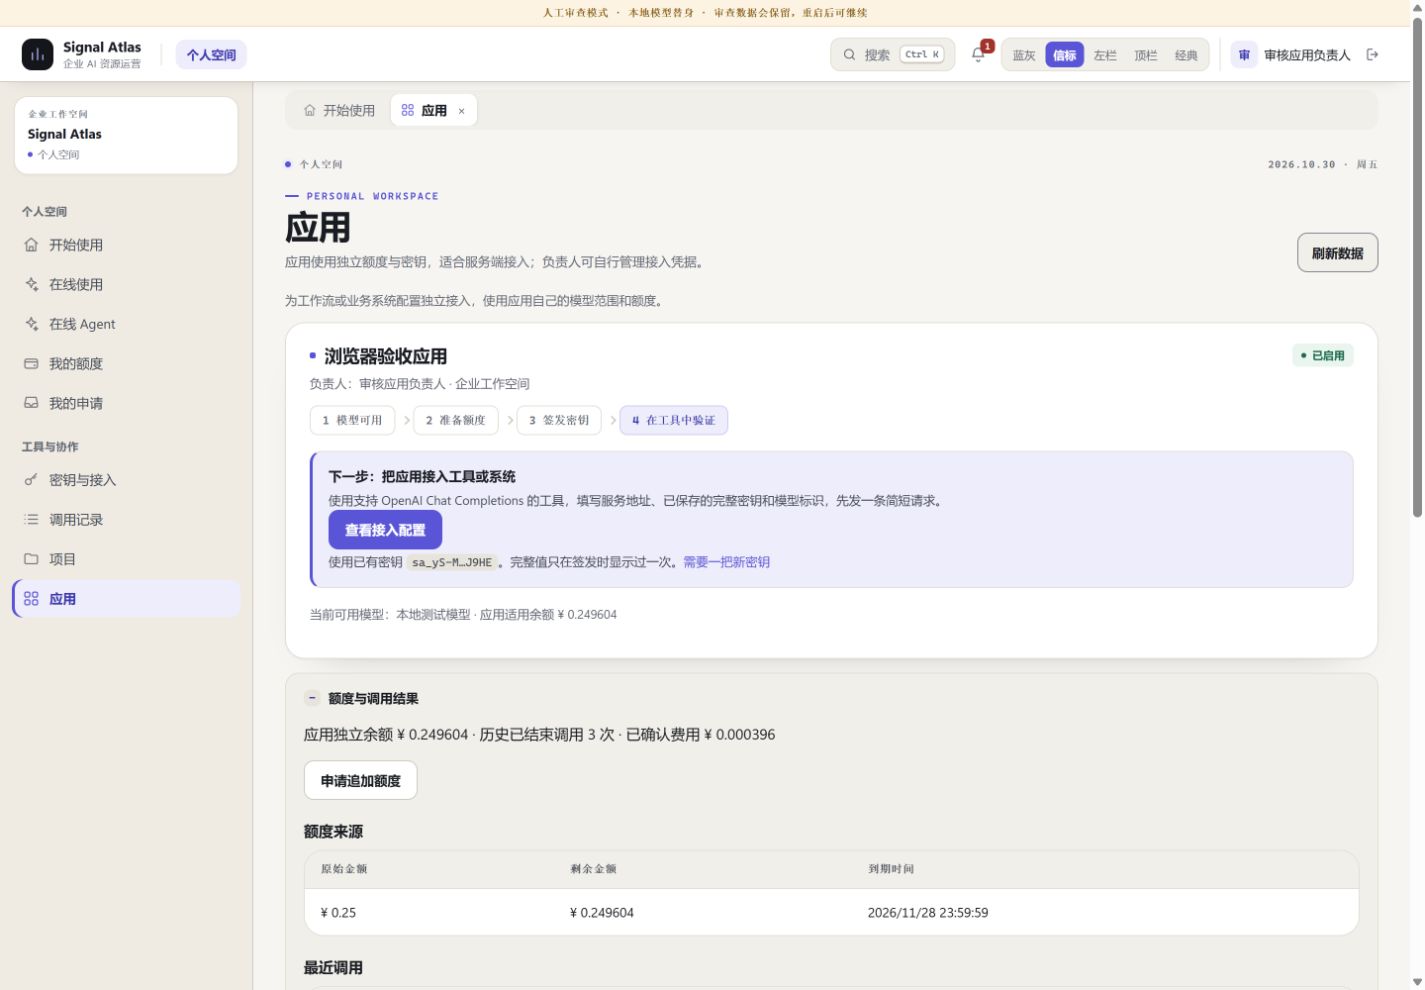 人工审查模式 · 本地模型替身 · 审查数据会保留，重启后可继续
Signal Atlas
企业 AI 资源运营
个人空间
搜索 Ctrl K
1
蓝灰 信标 左栏 顶栏 经典
审 审核应用负责人
企业工作空间
Signal Atlas
个人空间
个人空间
开始使用
在线使用
在线 Agent
我的额度
我的申请
工具与协作
密钥与接入
调用记录
项目
应用
开始使用 应用 ×
个人空间
2026.10.30 · 周五
PERSONAL WORKSPACE
应用
应用使用独立额度与密钥，适合服务端接入；负责人可自行管理接入凭据。
刷新数据
为工作流或业务系统配置独立接入，使用应用自己的模型范围和额度。
浏览器验收应用
已启用
负责人：审核应用负责人 · 企业工作空间
1 模型可用 2 准备额度 3 签发密钥 4 在工具中验证
下一步：把应用接入工具或系统
使用支持 OpenAI Chat Completions 的工具，填写服务地址、已保存的完整密钥和模型标识，先发一条简短请求。
查看接入配置
使用已有密钥 sa_yS-M…J9HE 。完整值只在签发时显示过一次。需要一把新密钥
当前可用模型：本地测试模型 · 应用适用余额 ¥ 0.249604
额度与调用结果
应用独立余额 ¥ 0.249604 · 历史已结束调用 3 次 · 已确认费用 ¥ 0.000396
申请追加额度
额度来源
原始金额 剩余金额 到期时间
¥ 0.25 ¥ 0.249604 2026/11/28 23:59:59
最近调用